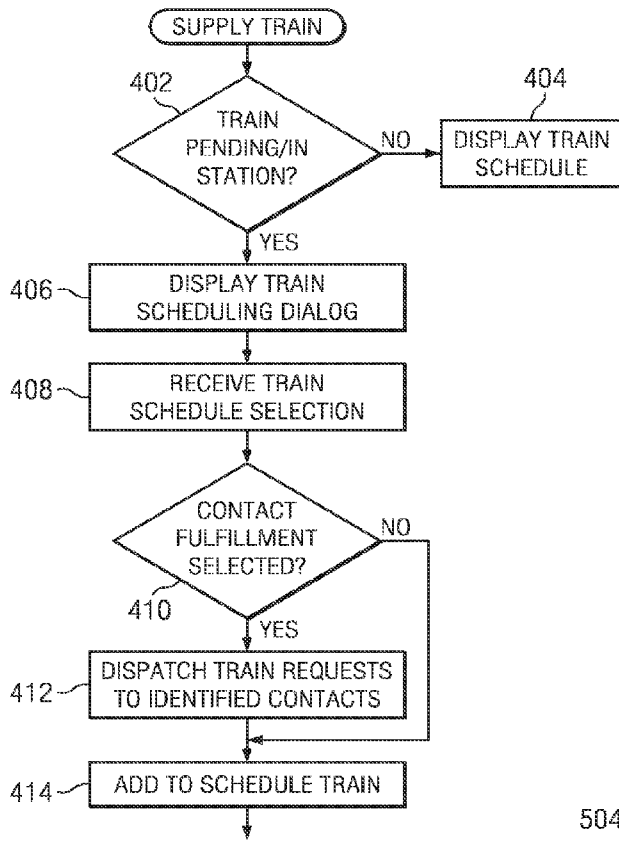 SUPPLY TRAIN
402
TRAIN
PENDING/IN
STATION?
NO
404
DISPLAY TRAIN
SCHEDULE
YES
406
DISPLAY TRAIN
SCHEDULING DIALOG
408
RECEIVE TRAIN
SCHEDULE SELECTION
CONTACT
FULFILLMENT
SELECTED?
NO
410
YES
412
DISPATCH TRAIN REQUESTS
TO IDENTIFIED CONTACTS
414
ADD TO SCHEDULE TRAIN
504